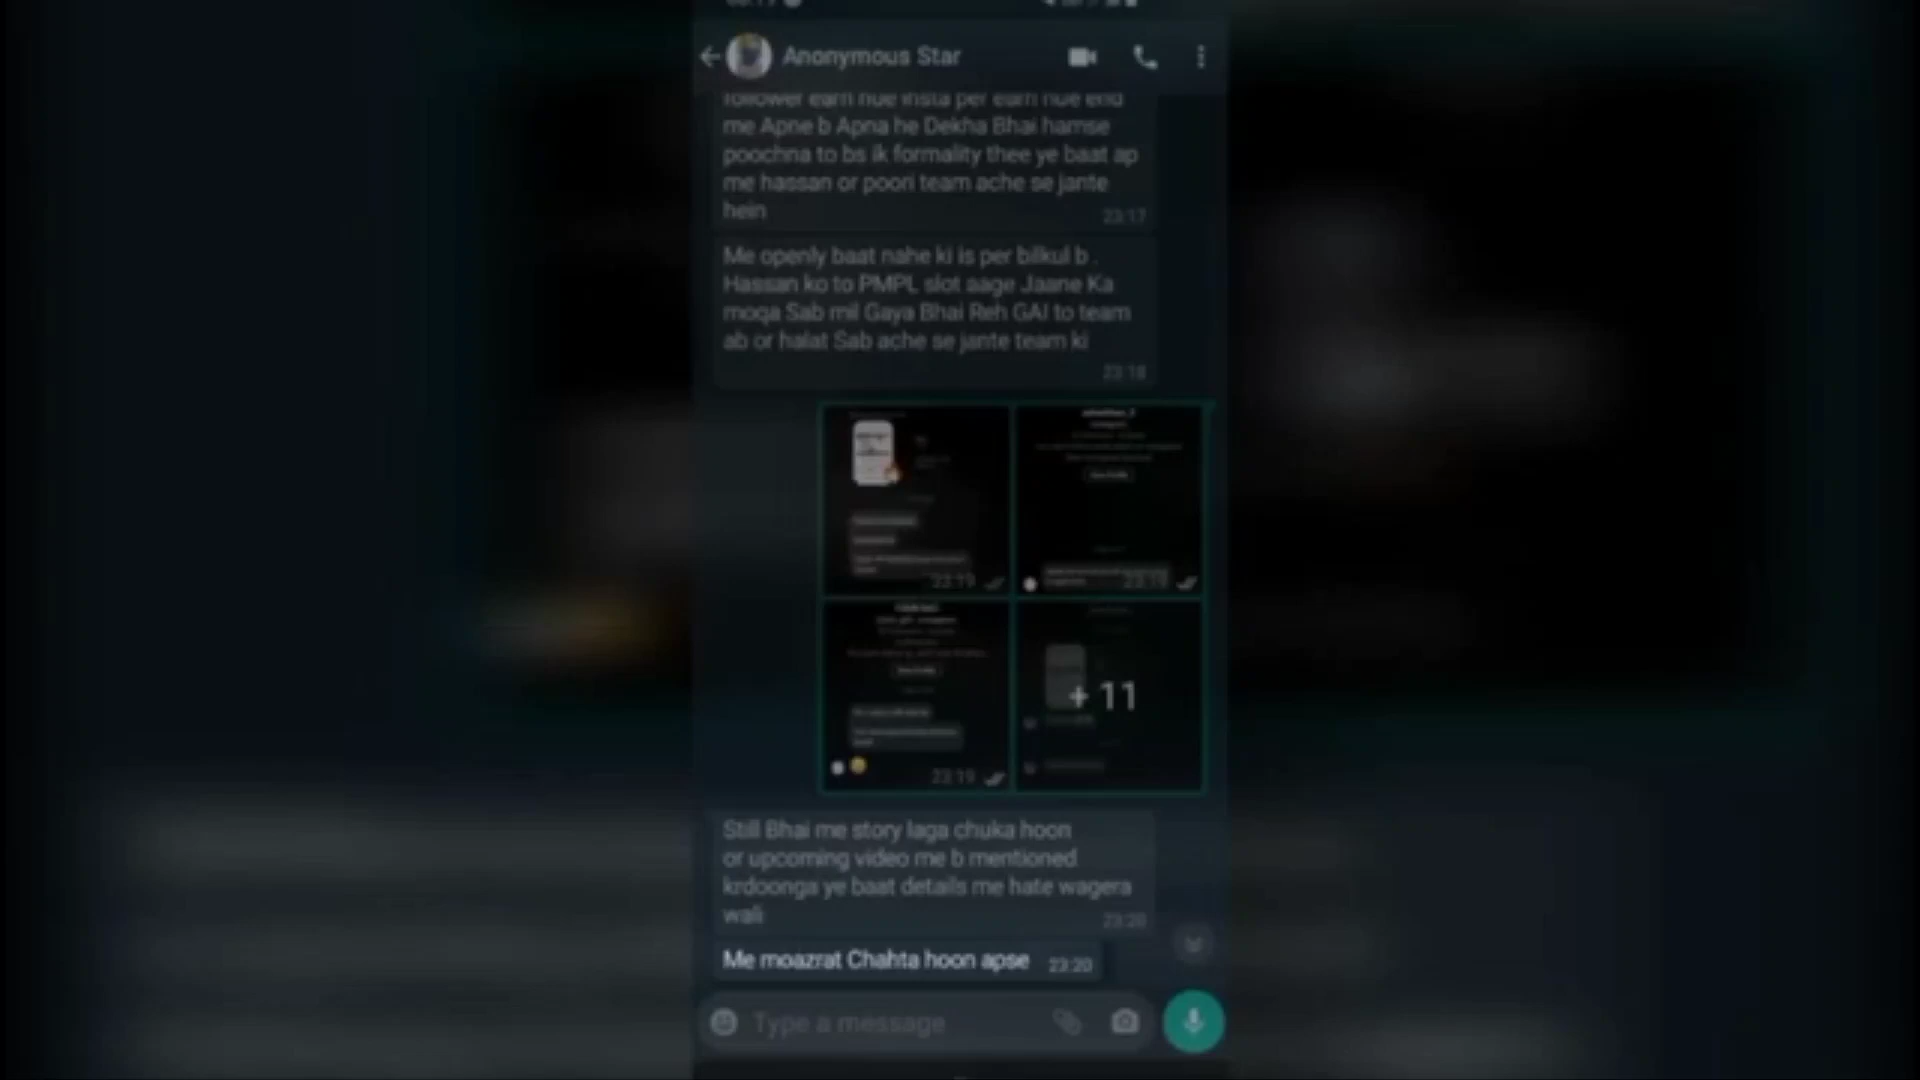 Anonymous Star
follower earn hue insta per earn hue end
me Apne b Apna he Dekha Bhai hamse
poochna to bs ik formality thee ye baat ap
me hassan or poori team ache se jante
hein
23:17
Me openly baat nahe ki is per bilkul b .
Hassan ko to PMPL slot aage Jaane Ka
moqa Sab mil Gaya Bhai Reh GAI to team
ab or halat Sab ache se jante team ki
23:18
23:19
23:19
23:19
+ 11
Still Bhai me story laga chuka hoon
or upcoming video me b mentioned
krdoonga ye baat details me hate wagera
wali
23:20
Me moazrat Chahta hoon apse 23:20
Type a message